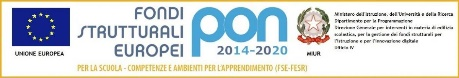 UNIONE EUROPEA
FONDI
STRUTTURALI
EUROPEI
pon
2014-2020
Ministero dell'Istruzione, dell'Università e della Ricerca
Dipartimento per la Programmazione
Direzione Generale per interventi in materia di edilizia
scolastica, per la gestione dei fondi strutturali per
l'istruzione e per l'innovazione digitale
Ufficio IV
MIUR
PER LA SCUOLA - COMPETENZE E AMBIENTI PER L'APPRENDIMENTO (FSE-FESR)